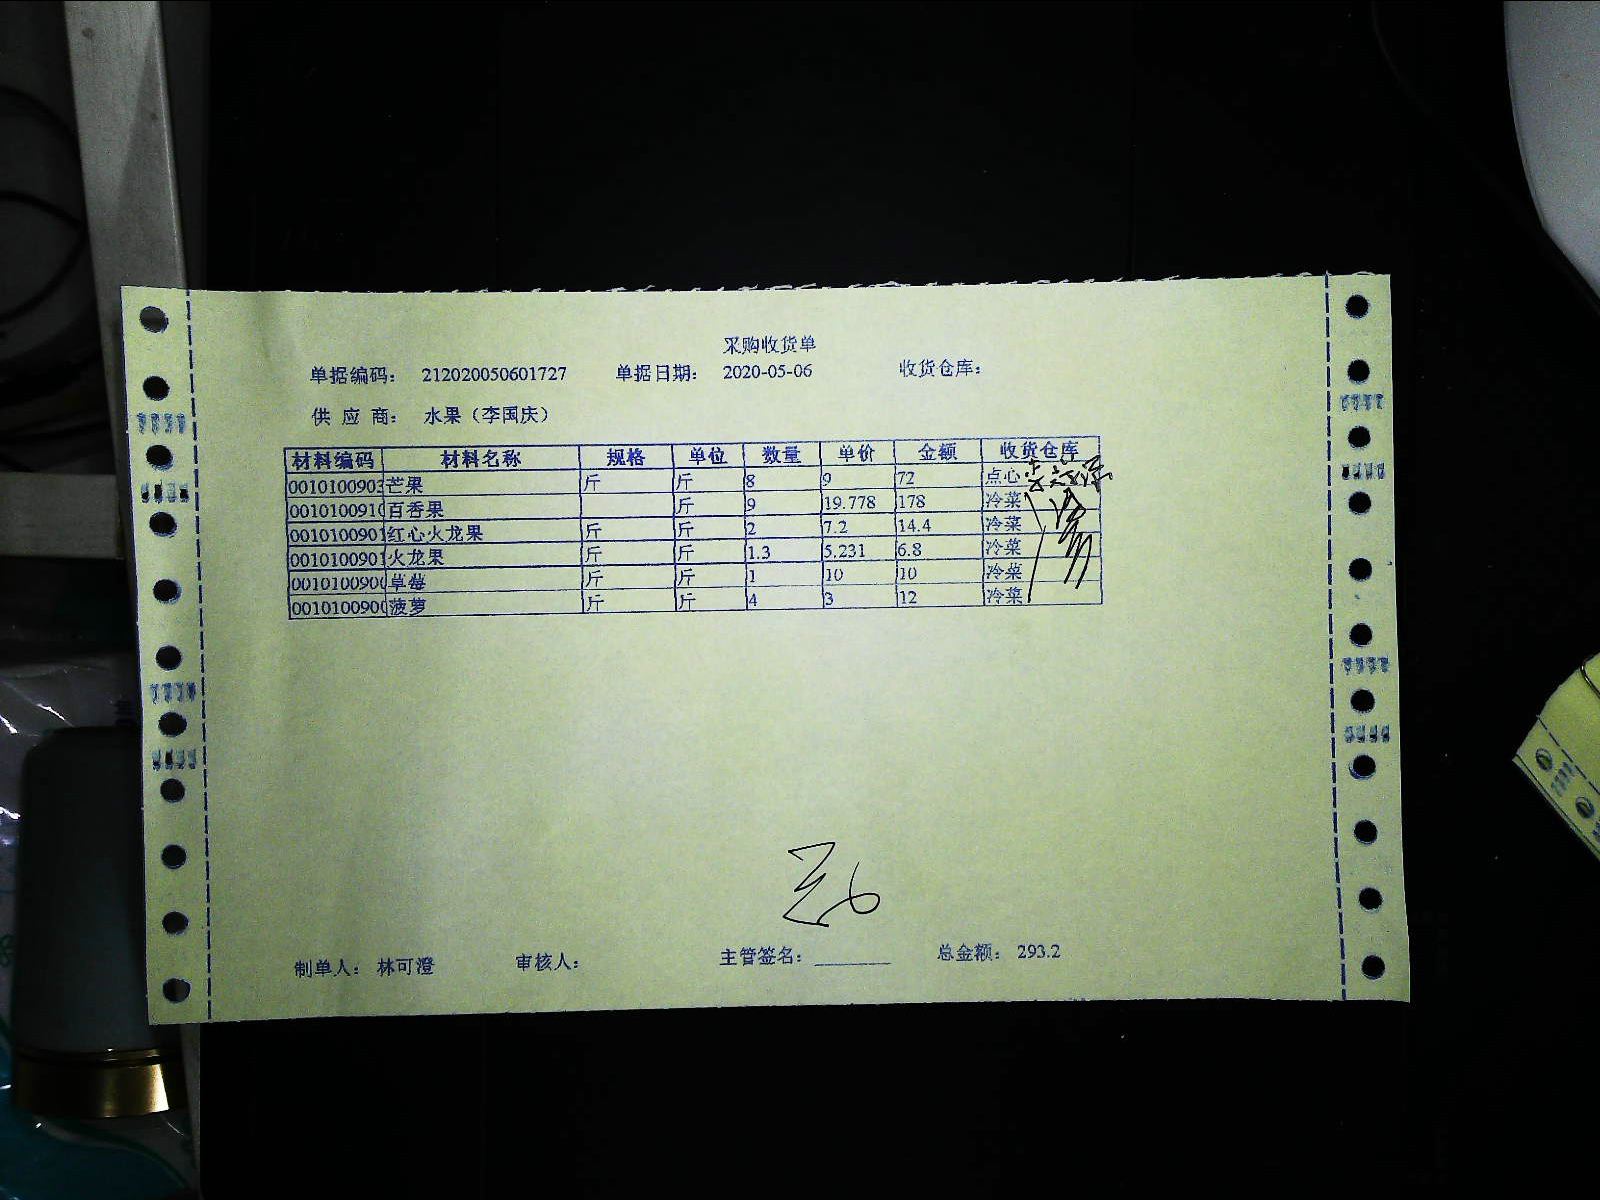 采购收货单
单据编码： 212020050601727 单据日期： 2020-05-06 收货仓库：
供 应 商： 水果（李国庆）
材料编码 材料名称 规格 单位 数量 单价 金额 收货仓库
001010090 芒果 斤 斤 8 9 72 点心
001010091 百香果 斤 9 19.778 178 冷菜
001010090 红心火龙果 斤 斤 2 7.2 14.4 冷菜
001010090 火龙果 斤 斤 1.3 5.231 6.8 冷菜
001010090 草莓 斤 斤 1 10 10 冷菜
001010090 菠萝 斤 斤 4 3 12 冷菜
制单人： 林可澄 审核人： 主管签名： ________ 总金额： 293.2